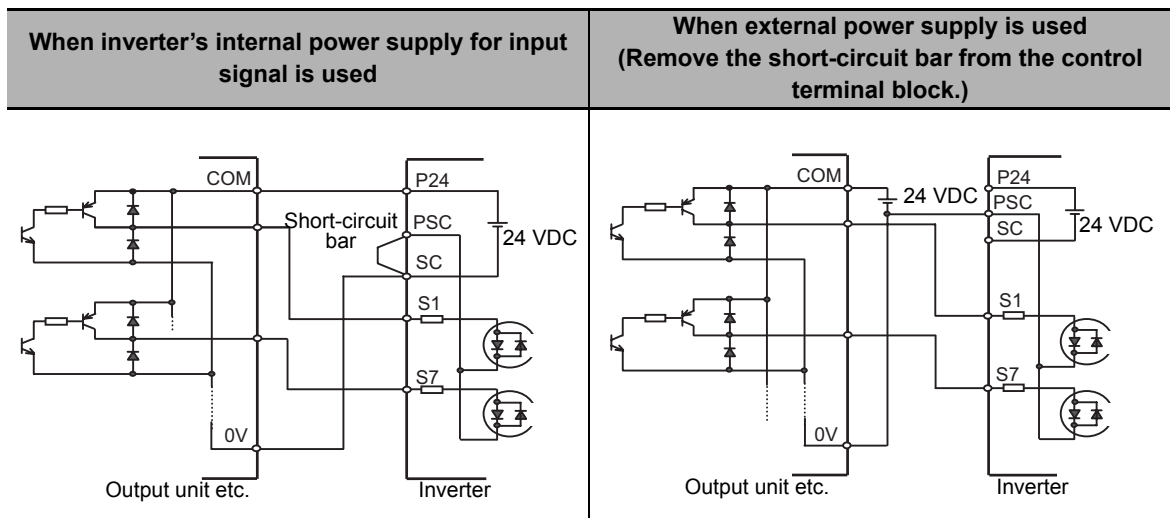 When inverter's internal power supply for input
signal is used
When external power supply is used
(Remove the short-circuit bar from the control
terminal block.)
COM
P24
Short-circuit
bar
PSC
24 VDC
SC
S1
S7
0V
Output unit etc.
Inverter
COM
24 VDC
P24
PSC
SC
24 VDC
S1
S7
0V
Output unit etc.
Inverter